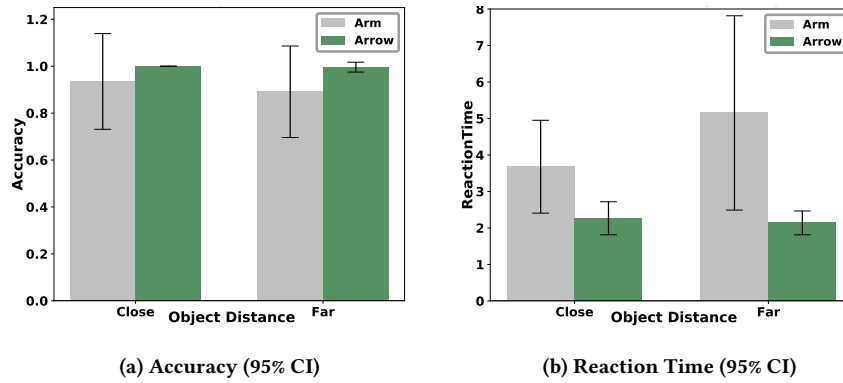 1.2
1.0
0.8
0.6
0.4
0.2
0.0
Accuracy
Arm
Arrow
Close
Far
Object Distance
(a) Accuracy (95% CI)
8
7
6
5
4
3
2
1
0
ReactionTime
Arm
Arrow
Close
Far
Object Distance
(b) Reaction Time (95% CI)